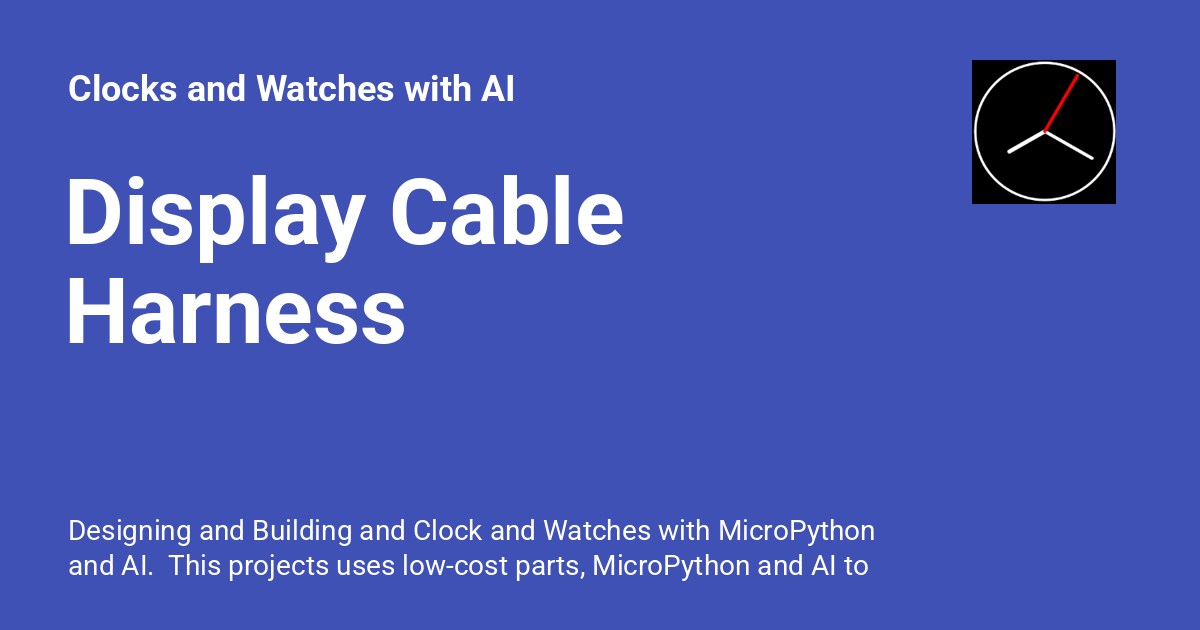 Clocks and Watches with AI
Display Cable
Harness
Designing and Building and Clock and Watches with MicroPython
and AI.  This projects uses low-cost parts, MicroPython and AI to